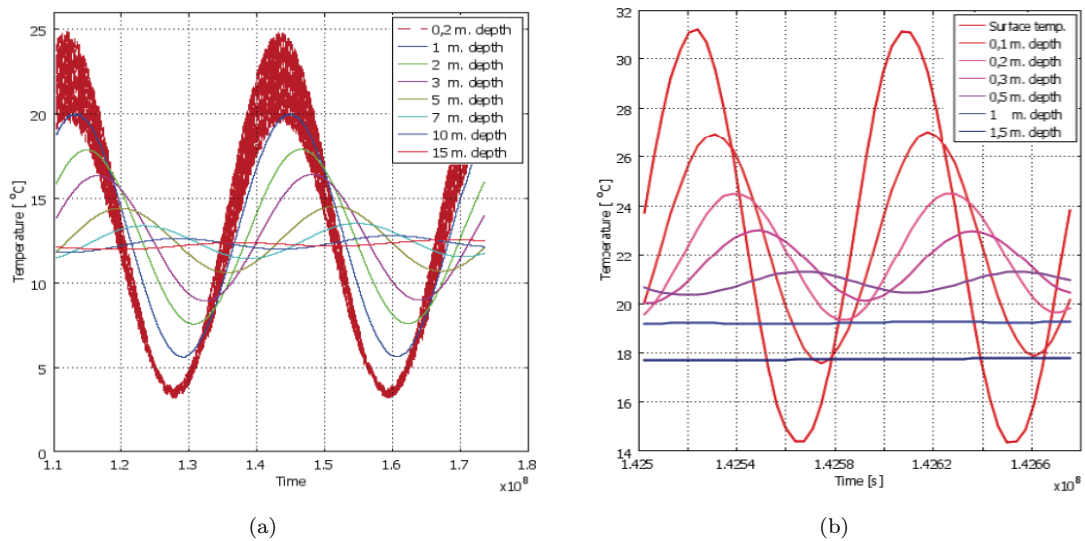 25
20
15
10
5
0
Temperature [ °C]
1.1
1.2
1.3
1.4
1.5
1.6
1.7
1.8
Time
x10⁸
0,2 m. depth
1 m. depth
2 m. depth
3 m. depth
5 m. depth
7 m. depth
10 m. depth
15 m. depth
(a)
32
30
28
26
24
22
20
18
16
14
Temperature [ °C]
1.425
1.4254
1.4258
1.4262
1.4266
Time [s]
x10⁸
Surface temp.
0,1 m. depth
0,2 m. depth
0,3 m. depth
0,5 m. depth
1 m. depth
1,5 m. depth
(b)